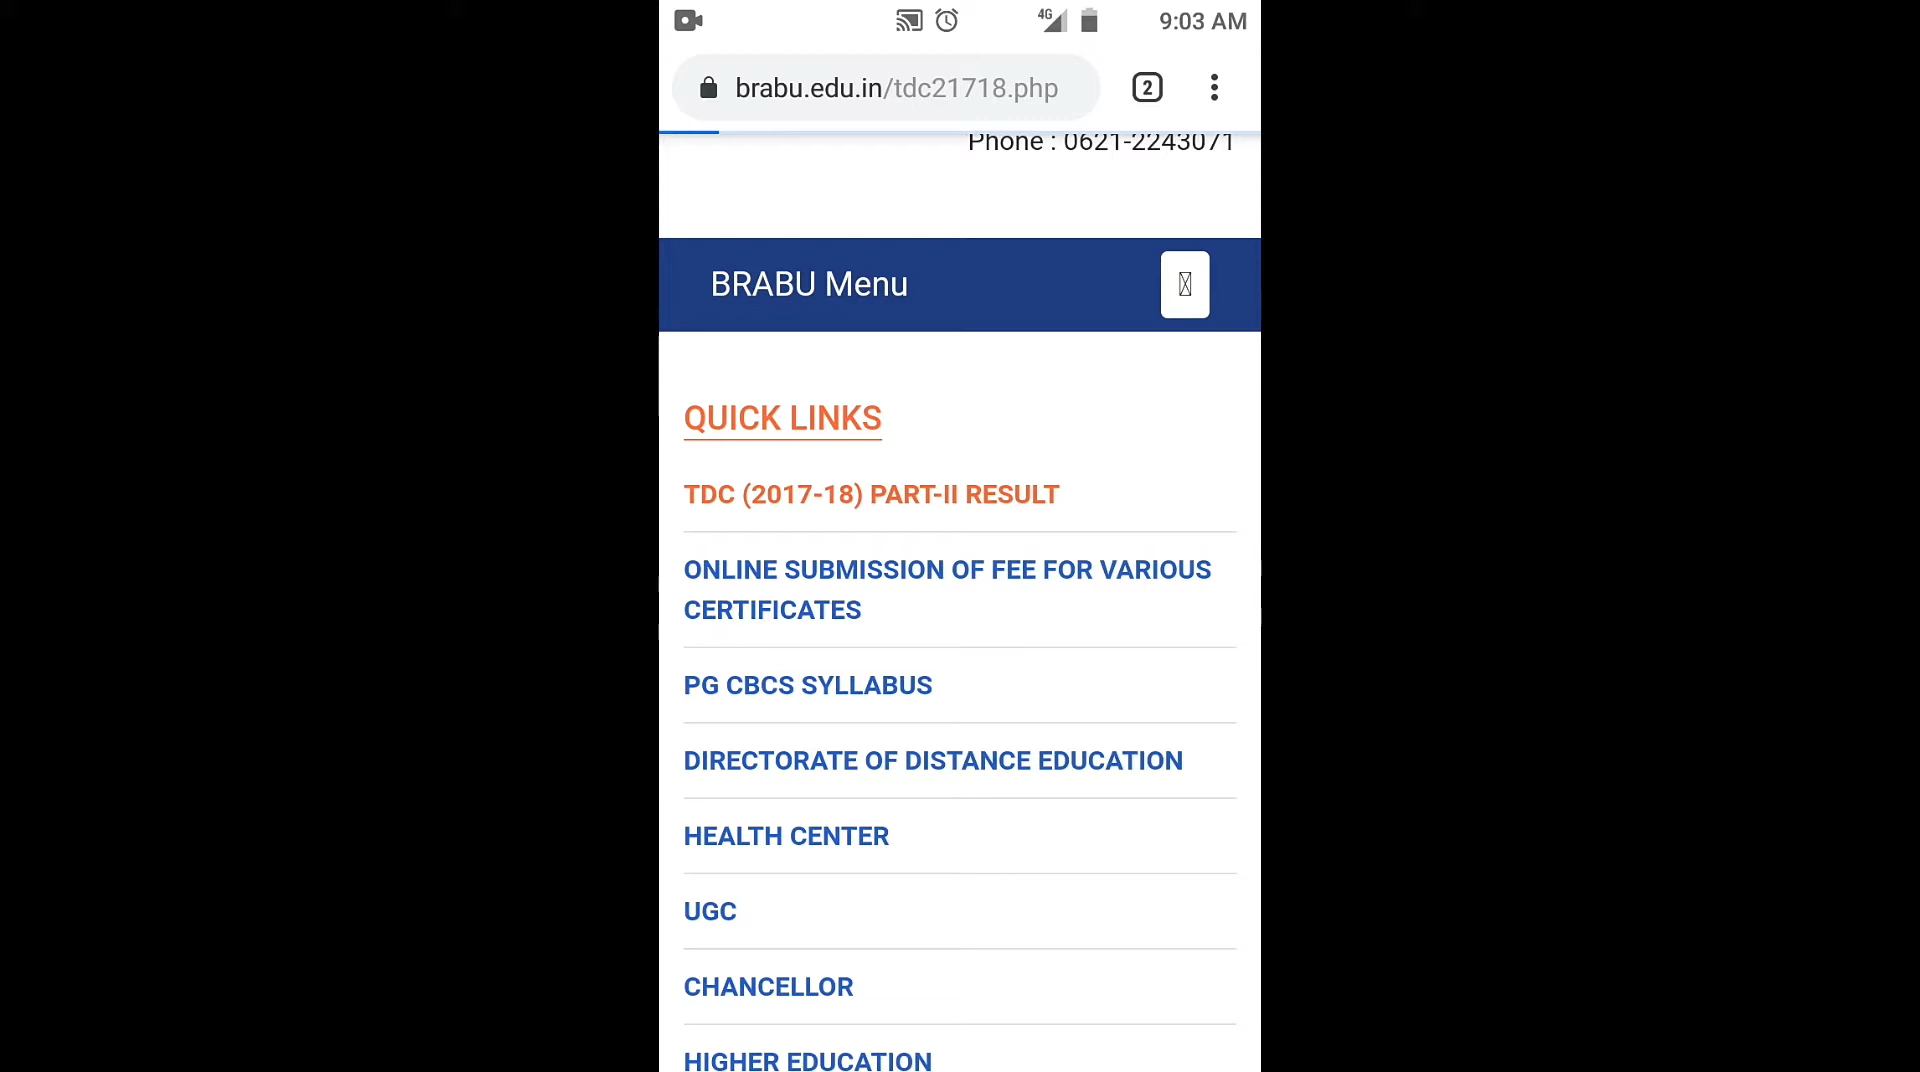 4G
9:03 AM
brabu.edu.in/tdc21718.php
2
Phone : 0621-2243071
BRABU Menu
QUICK LINKS
TDC (2017-18) PART-II RESULT
ONLINE SUBMISSION OF FEE FOR VARIOUS
CERTIFICATES
PG CBCS SYLLABUS
DIRECTORATE OF DISTANCE EDUCATION
HEALTH CENTER
UGC
CHANCELLOR
HIGHER EDUCATION